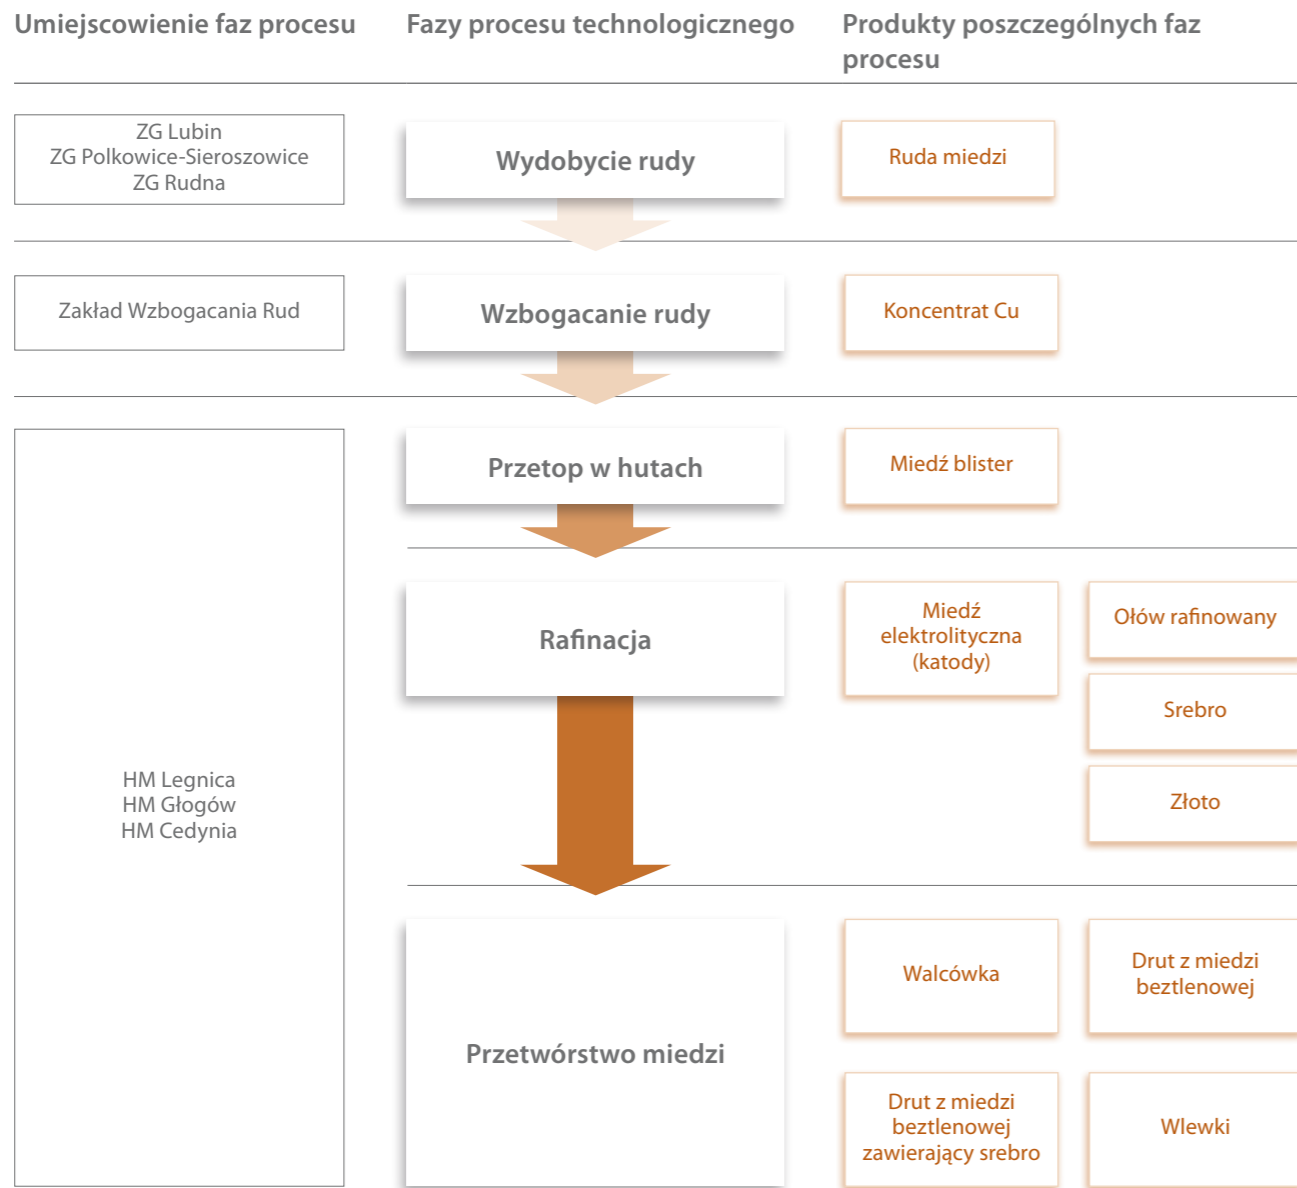 Umiejscowienie faz procesu
Fazy procesu technologicznego
Produkty poszczególnych faz
procesu
ZG Lubin
ZG Polkowice-Sieroszowice
ZG Rudna
Wydobycie rudy
Ruda miedzi
Zakład Wzbogacania Rud
Wzbogacanie rudy
Koncentrat Cu
Przetop w hutach
Miedź blister
Rafinacja
Miedź
elektrolityczna
(katody)
Ołów rafinowany
Srebro
Złoto
HM Legnica
HM Głogów
HM Cedynia
Przetwórstwo miedzi
Walcówka
Drut z miedzi
beztlenowej
Drut z miedzi
beztlenowej
zawierający srebro
Wlewki